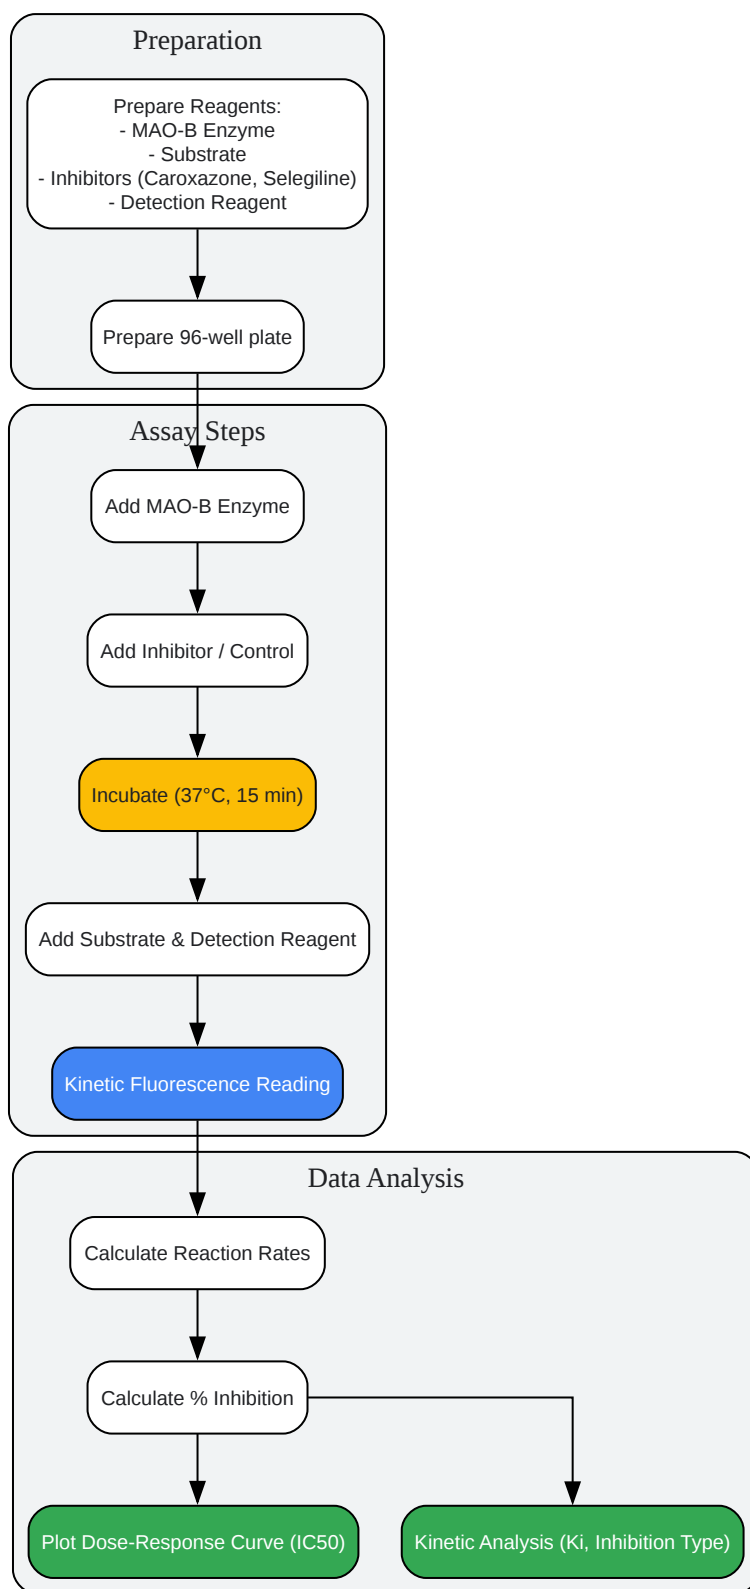 Preparation
Prepare Reagents:
- MAO-B Enzyme
- Substrate
- Inhibitors (Caroxazone, Selegiline)
- Detection Reagent
Prepare 96-well plate
Assay Steps
Add MAO-B Enzyme
Add Inhibitor / Control
Incubate (37°C, 15 min)
Add Substrate & Detection Reagent
Kinetic Fluorescence Reading
Data Analysis
Calculate Reaction Rates
Calculate % Inhibition
Plot Dose-Response Curve (IC50)
Kinetic Analysis (Ki, Inhibition Type)